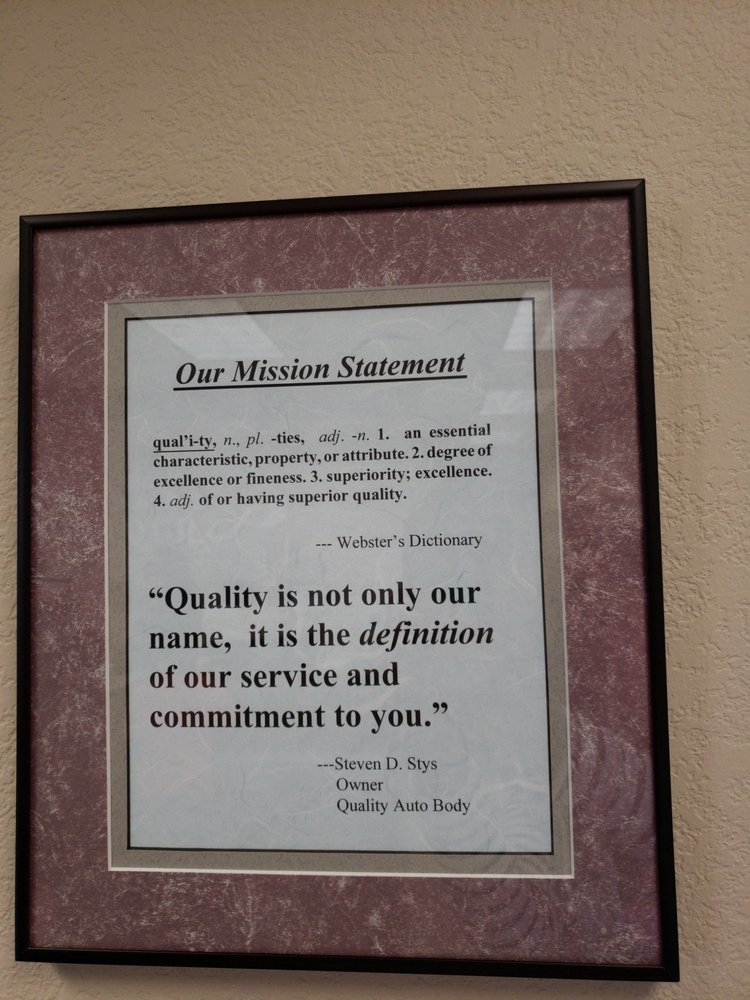 Our Mission Statement
qual'i-ty, n., pl. -ties, adj. -n. 1. an essential
characteristic, property, or attribute. 2. degree of
excellence or fineness. 3. superiority; excellence.
4. adj. of or having superior quality.
--- Webster's Dictionary
“Quality is not only our
name, it is the definition
of our service and
commitment to you.”
---Steven D. Stys
Owner
Quality Auto Body